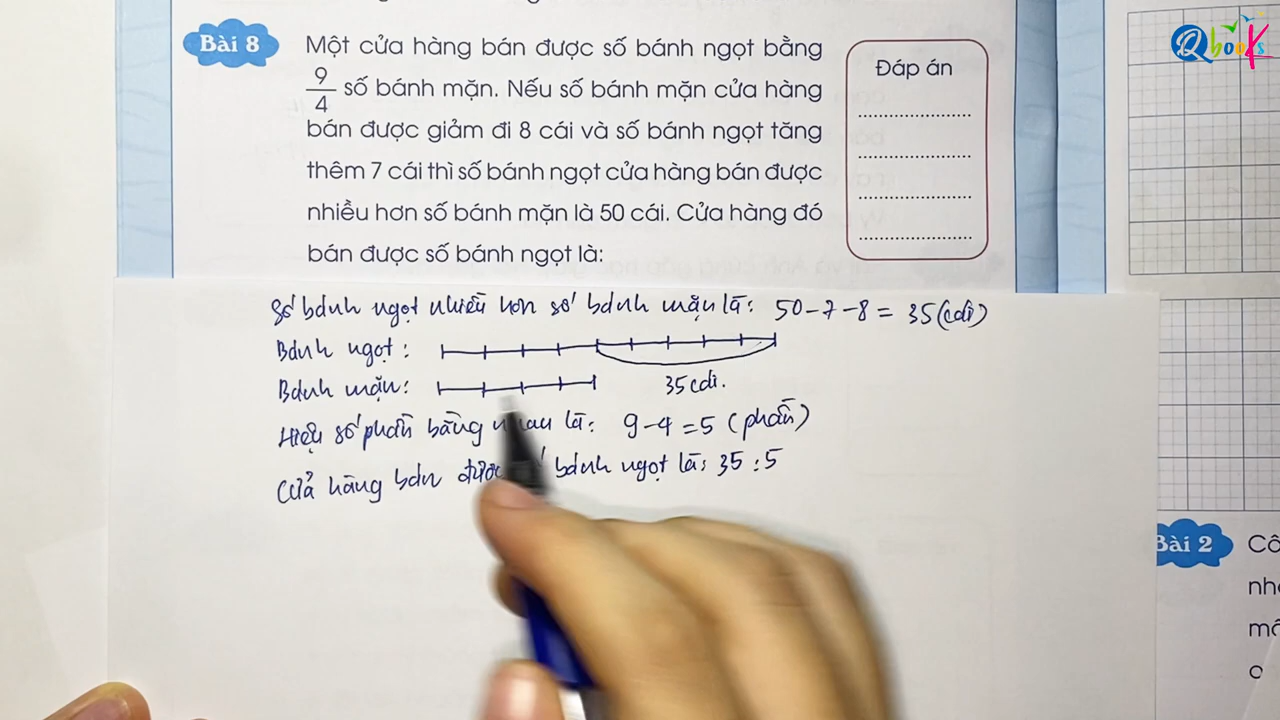 Bài 8
Một cửa hàng bán được số bánh ngọt bằng
9/4 số bánh mặn. Nếu số bánh mặn cửa hàng
bán được giảm đi 8 cái và số bánh ngọt tăng
thêm 7 cái thì số bánh ngọt cửa hàng bán được
nhiều hơn số bánh mặn là 50 cái. Cửa hàng đó
bán được số bánh ngọt là:
Đáp án
Qbooks
Số bánh ngọt nhiều hơn số bánh mặn là: 50 - 7 - 8 = 35 (cái)
Bánh ngọt:
Bánh mặn:
35 cái.
Hiệu số phần bằng là: 9 - 4 = 5 (phần)
Cửa hàng bán bánh ngọt là: 35 : 5
Bài 2